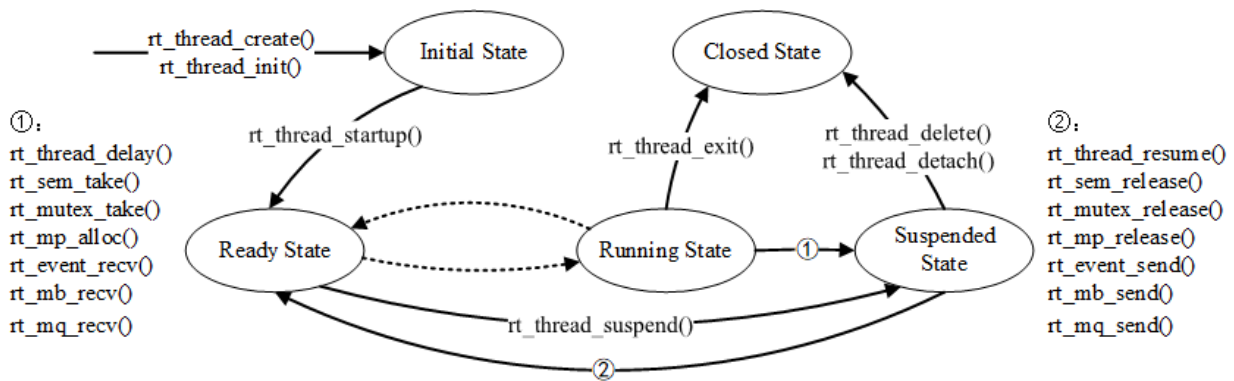 rt_thread_create()
rt_thread_init()
Initial State
Closed State
①:
rt_thread_delay()
rt_sem_take()
rt_mutex_take()
rt_mp_alloc()
rt_event_recv()
rt_mb_recv()
rt_mq_recv()
rt_thread_startup()
rt_thread_exit()
rt_thread_delete()
rt_thread_detach()
②:
rt_thread_resume()
rt_sem_release()
rt_mutex_release()
rt_mp_release()
rt_event_send()
rt_mb_send()
rt_mq_send()
Ready State
Running State
①
Suspended
State
rt_thread_suspend()
②